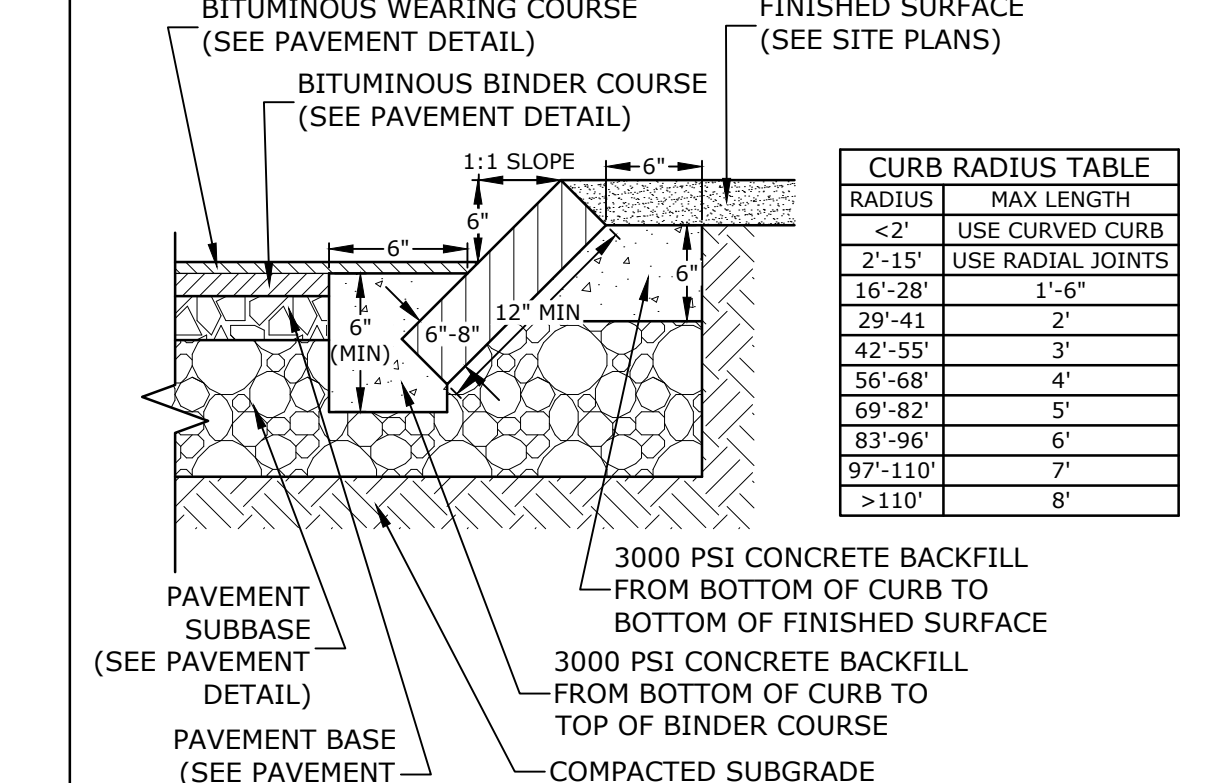 BITUMINOUS WEARING COURSE
(SEE PAVEMENT DETAIL)
FINISHED SURFACE
(SEE SITE PLANS)
BITUMINOUS BINDER COURSE
(SEE PAVEMENT DETAIL)
1:1 SLOPE
6"
6"
6"
6"
12" MIN
6"
(MIN)
6"-8"
CURB RADIUS TABLE
RADIUS MAX LENGTH
<2' USE CURVED CURB
2'-15' USE RADIAL JOINTS
16'-28' 1'-6"
29'-41 2'
42'-55' 3'
56'-68' 4'
69'-82' 5'
83'-96' 6'
97'-110' 7'
>110' 8'
3000 PSI CONCRETE BACKFILL
FROM BOTTOM OF CURB TO
BOTTOM OF FINISHED SURFACE
PAVEMENT
SUBBASE
(SEE PAVEMENT
DETAIL)
3000 PSI CONCRETE BACKFILL
FROM BOTTOM OF CURB TO
TOP OF BINDER COURSE
PAVEMENT BASE
(SEE PAVEMENT
COMPACTED SUBGRADE